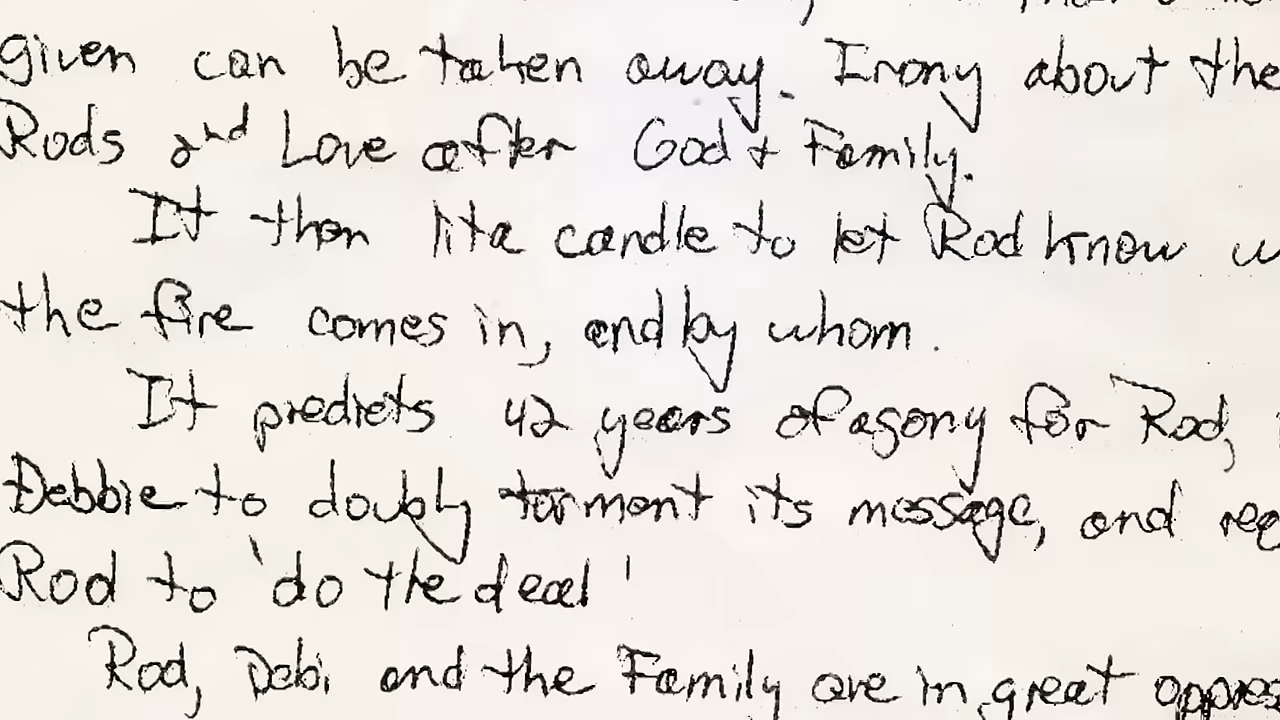 given can be taken away. Irony about the
Rods and Love after God + Family.
It then lit a candle to let Rod know
the fire comes in, and by whom.
It predicts 42 years of agony for Rod,
Debbie to doubly torment its message, and
Rod to 'do the deal'
Rod, Debi and the Family are in great